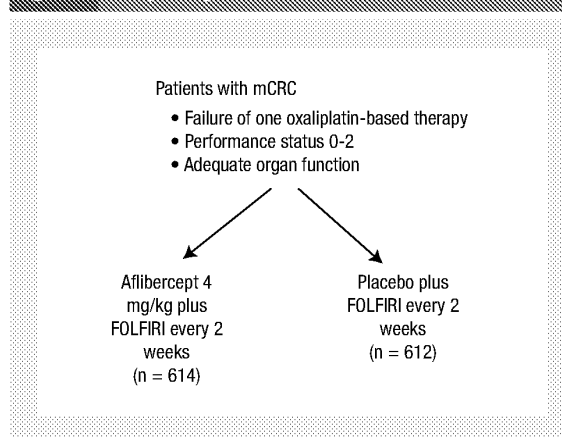 Patients with mCRC
• Failure of one oxaliplatin-based therapy
• Performance status 0-2
• Adequate organ function
Aflibercept 4
mg/kg plus
FOLFIRI every 2
weeks
(n = 614)
Placebo plus
FOLFIRI every 2
weeks
(n = 612)